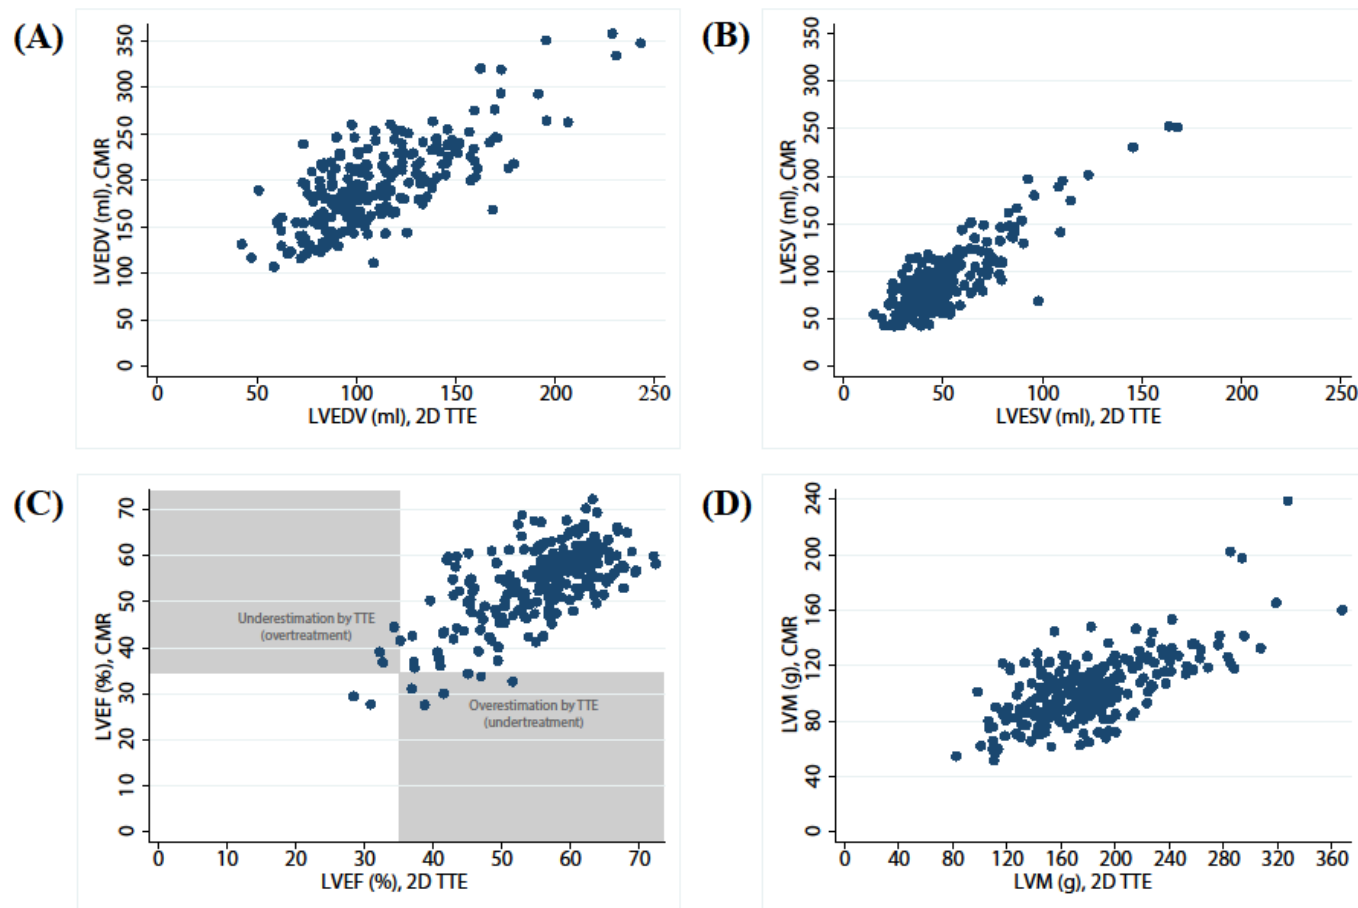 (A)
LVEDV (ml), CMR
0 50 100 150 200 250 300 350
0 50 100 150 200 250
LVEDV (ml), 2D TTE
(B)
LVESV (ml), CMR
0 50 100 150 200 250 300 350
0 50 100 150 200 250
LVESV (ml), 2D TTE
(C)
LVEF (%), CMR
0 10 20 30 40 50 60 70
Underestimation by TTE
(overtreatment)
Overestimation by TTE
(undertreatment)
0 10 20 30 40 50 60 70
LVEF (%), 2D TTE
(D)
LVM (g), CMR
0 40 80 120 160 200 240
0 40 80 120 160 200 240 280 320 360
LVM (g), 2D TTE